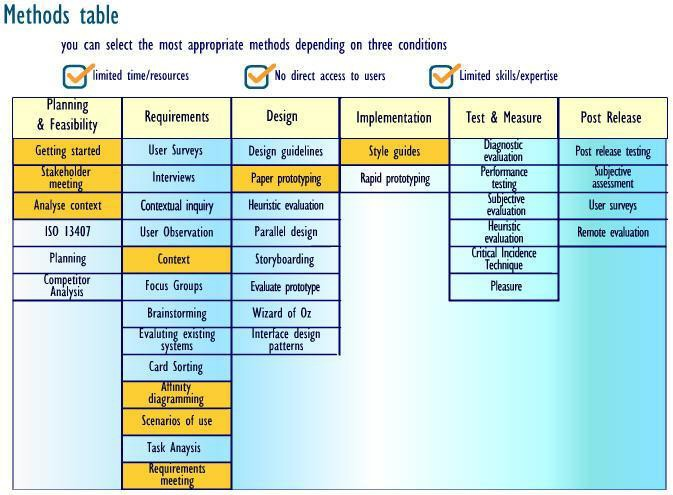 Methods table
you can select the most appropriate methods depending on three conditions
limited time/resources
No direct access to users
Limited skills/expertise
Planning
& Feasibility
Requirements
Design
Implementation
Test & Measure
Post Release
Getting started
Stakeholder
meeting
Analyse context
ISO 13407
Planning
Competitor
Analysis
User Surveys
Interviews
Contextual inquiry
User Observation
Context
Focus Groups
Brainstorming
Evaluting existing
systems
Card Sorting
Affinity
diagramming
Scenarios of use
Task Anaysis
Requirements
meeting
Design guidelines
Paper prototyping
Heuristic evaluation
Parallel design
Storyboarding
Evaluate prototype
Wizard of Oz
Interface design
patterns
Style guides
Rapid prototyping
Diagnostic
evaluation
Performance
testing
Subjective
evaluation
Heuristic
evaluation
Critical Incidence
Technique
Pleasure
Post release testing
Subjective
assessment
User surveys
Remote evaluation